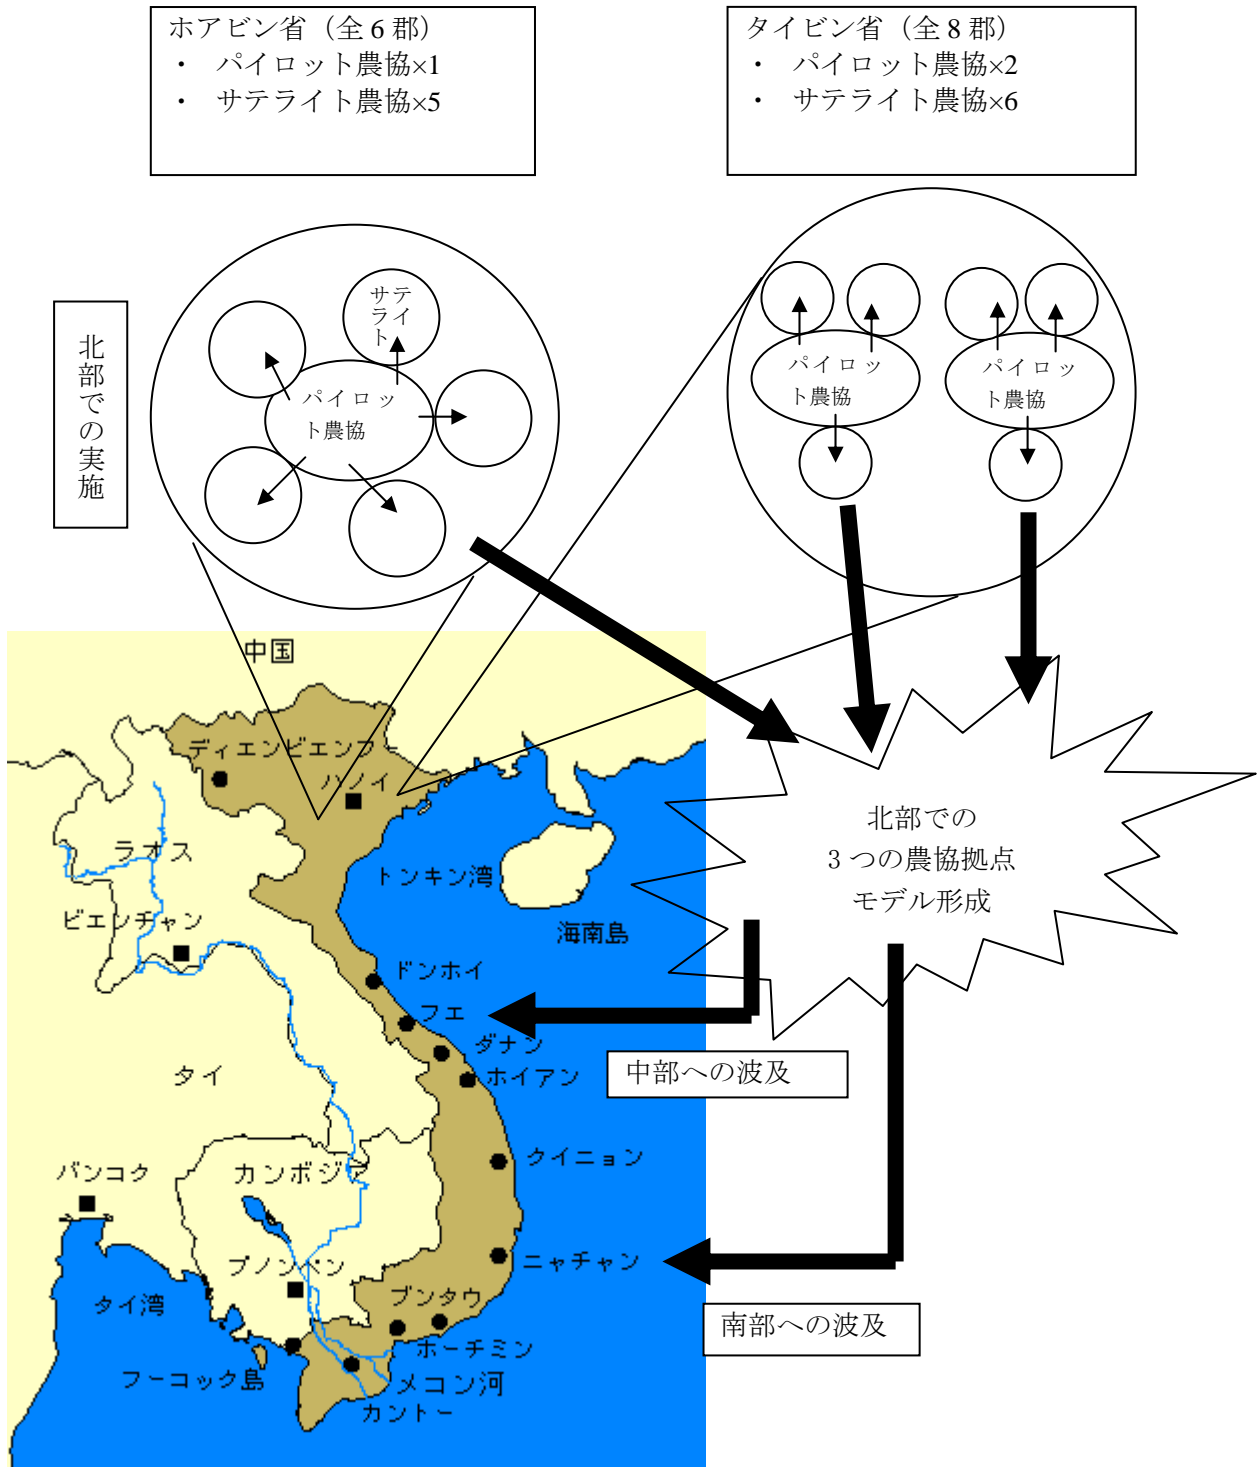 ホアビン省（全 6 郡）
・ パイロット農協×1
・ サテライト農協×5
タイビン省（全 8 郡）
・ パイロット農協×2
・ サテライト農協×6
北部での実施
サテ
ライ
ト
パイロッ
ト農協
パイロッ
ト農協
パイロッ
ト農協
中国
ディエンビエンフ
ハノイ
ラオス
トンキン湾
ビエンチャン
海南島
ドンホイ
フエ
ダナン
ホイアン
タイ
クイニョン
バンコク
カンボジア
プノンペン
ニャチャン
タイ湾
ブンタウ
ホーチミン
フーコック島
メコン河
カントー
北部での
3 つの農協拠点
モデル形成
中部への波及
南部への波及